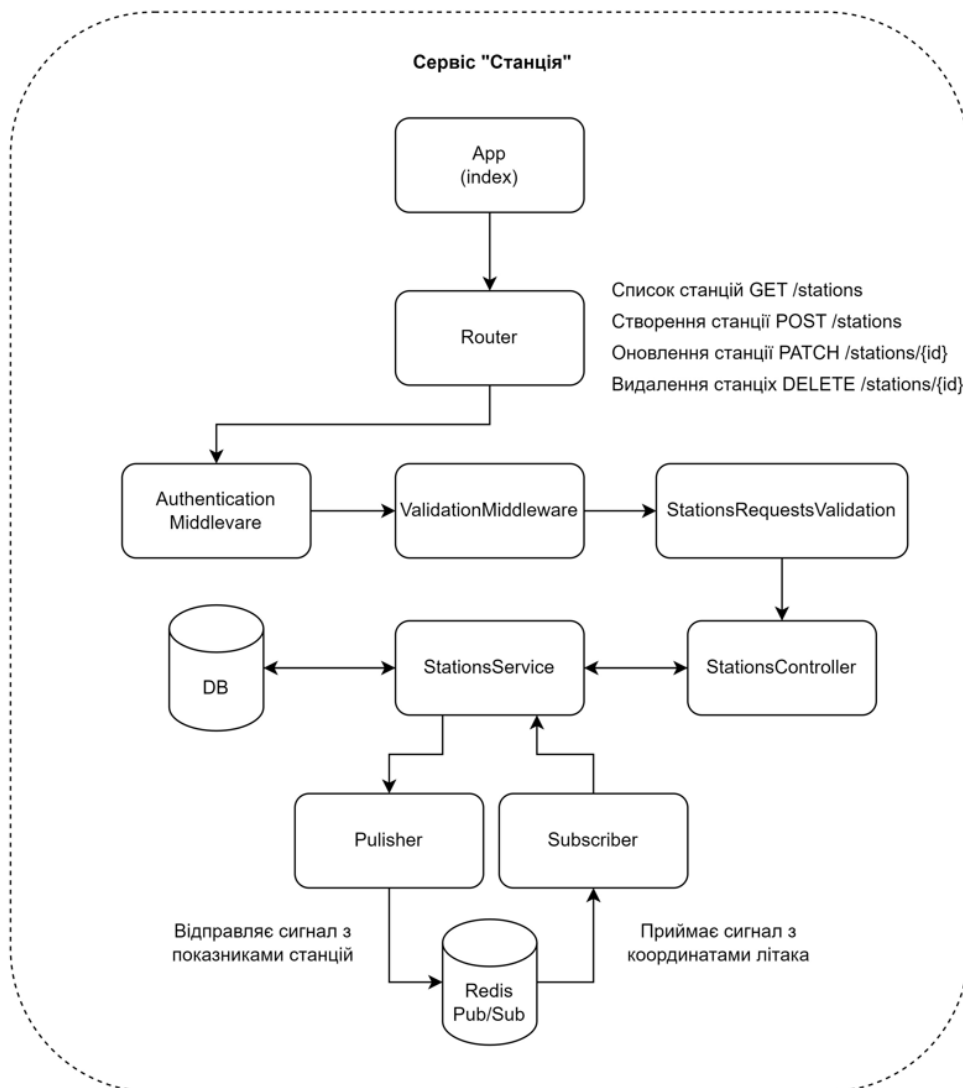 Сервіс "Станція"
App
(index)
Router
Список станцій GET /stations
Створення станції POST /stations
Оновлення станції PATCH /stations/{id}
Видалення станціх DELETE /stations/{id}
Authentication
Middlevare
ValidationMiddleware
StationsRequestsValidation
DB
StationsService
StationsController
Pulisher
Subscriber
Відправляє сигнал з
показниками станцій
Redis
Pub/Sub
Приймає сигнал з
координатами літака